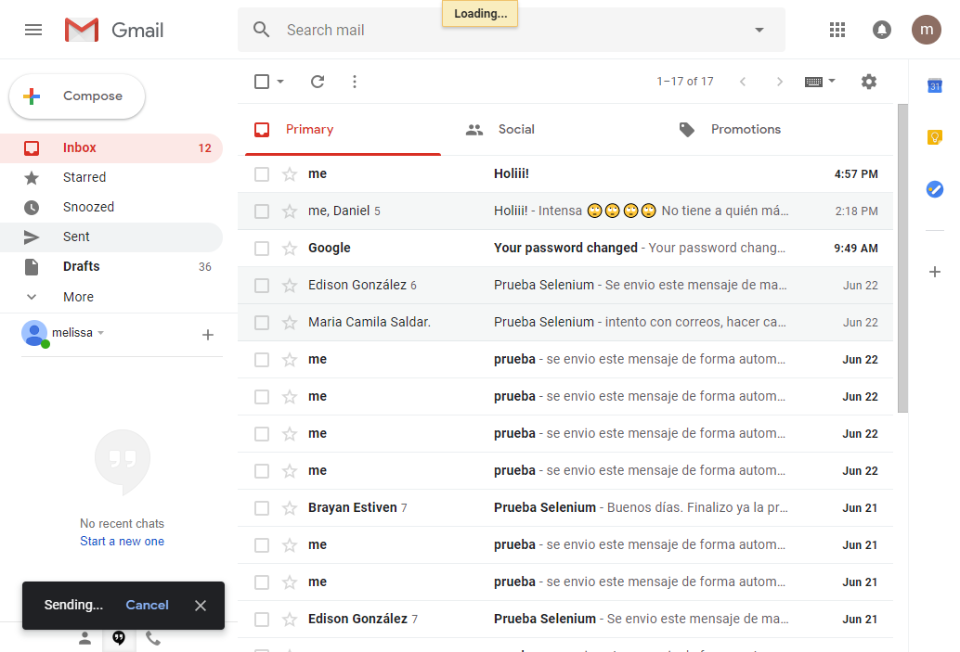 Loading...
Gmail
Search mail
m
Compose
1–17 of 17
31
Primary
Social
Promotions
Inbox 12
Starred
Snoozed
Sent
Drafts 36
More
melissa
me Holiii! 4:57 PM
me, Daniel 5 Holiii! - Intensa 🙄🙄🙄🙄 No tiene a quién má… 2:18 PM
Google Your password changed - Your password chang… 9:49 AM
Edison González 6 Prueba Selenium - Se envio este mensaje de ma… Jun 22
Maria Camila Saldar. Prueba Selenium - intento con correos, hacer ca… Jun 22
me prueba - se envio este mensaje de forma autom… Jun 22
me prueba - se envio este mensaje de forma autom… Jun 22
me prueba - se envio este mensaje de forma autom… Jun 22
me prueba - se envio este mensaje de forma autom… Jun 22
Brayan Estiven 7 Prueba Selenium - Buenos días. Finalizo ya la pr… Jun 21
me prueba - se envio este mensaje de forma autom… Jun 21
me prueba - se envio este mensaje de forma autom… Jun 21
Edison González 7 Prueba Selenium - Se envio este mensaje de ma… Jun 21
No recent chats
Start a new one
Sending... Cancel